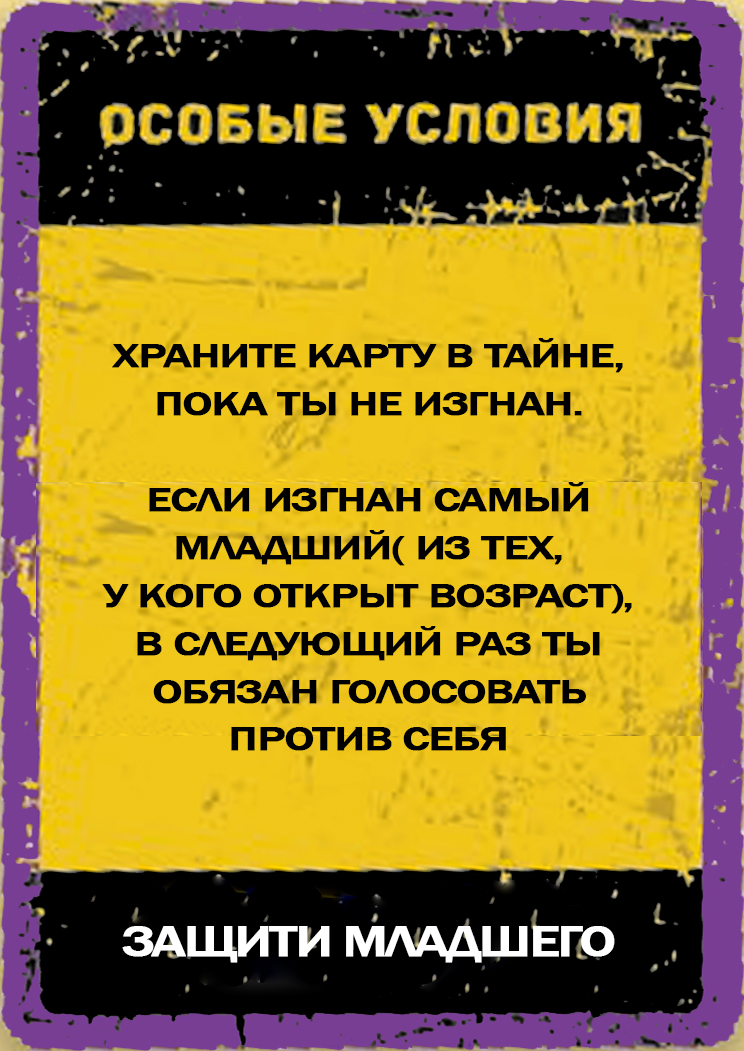 ОСОБЫЕ УСЛОВИЯ
ХРАНИТЕ КАРТУ В ТАЙНЕ,
ПОКА ТЫ НЕ ИЗГНАН.
ЕСЛИ ИЗГНАН САМЫЙ
МЛАДШИЙ( ИЗ ТЕХ,
У КОГО ОТКРЫТ ВОЗРАСТ),
В СЛЕДУЮЩИЙ РАЗ ТЫ
ОБЯЗАН ГОЛОСОВАТЬ
ПРОТИВ СЕБЯ
ЗАЩИТИ МЛАДШЕГО